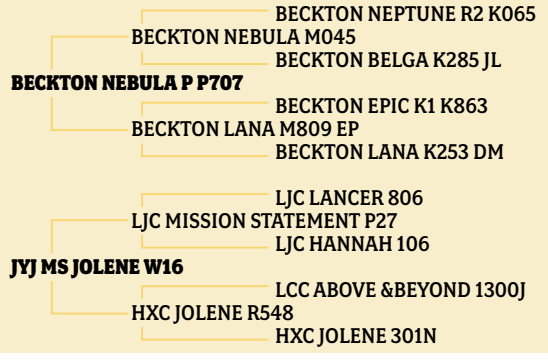 BECKTON NEPTUNE R2 K065
BECKTON NEBULA M045
BECKTON BELGA K285 JL
BECKTON NEBULA P P707
BECKTON EPIC K1 K863
BECKTON LANA M809 EP
BECKTON LANA K253 DM
LJC LANCER 806
LJC MISSION STATEMENT P27
LJC HANNAH 106
JYJ MS JOLENE W16
LCC ABOVE &BEYOND 1300J
HXC JOLENE R548
HXC JOLENE 301N